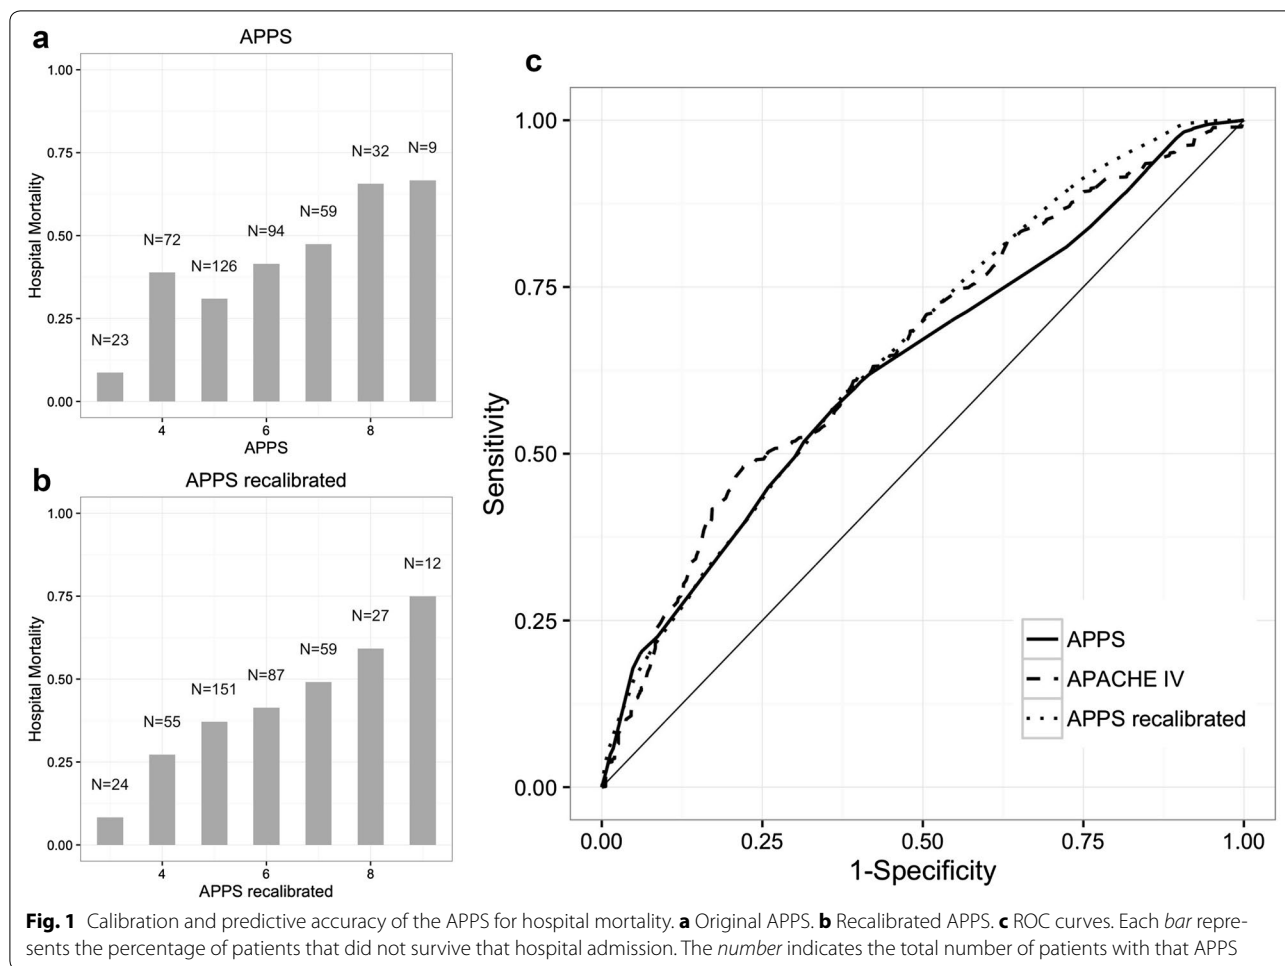 a
APPS
1.00
0.75
0.50
0.25
0.00
Hospital Mortality
N=23
N=72
N=126
N=94
N=59
N=32
N=9
4
6
8
APPS
b
APPS recalibrated
1.00
0.75
0.50
0.25
0.00
Hospital Mortality
N=24
N=55
N=151
N=87
N=59
N=27
N=12
4
6
8
APPS recalibrated
c
1.00
0.75
0.50
0.25
0.00
Sensitivity
APPS
APACHE IV
APPS recalibrated
0.00
0.25
0.50
0.75
1.00
1-Specificity
Fig. 1 Calibration and predictive accuracy of the APPS for hospital mortality. a Original APPS. b Recalibrated APPS. c ROC curves. Each bar repre-
sents the percentage of patients that did not survive that hospital admission. The number indicates the total number of patients with that APPS